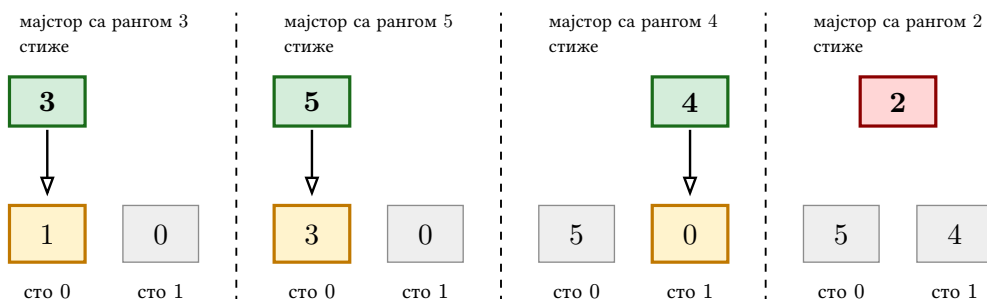 мајстор са рангом 3
стиже
3
1
0
сто 0
сто 1
мајстор са рангом 5
стиже
5
3
0
сто 0
сто 1
мајстор са рангом 4
стиже
4
5
0
сто 0
сто 1
мајстор са рангом 2
стиже
2
5
4
сто 0
сто 1